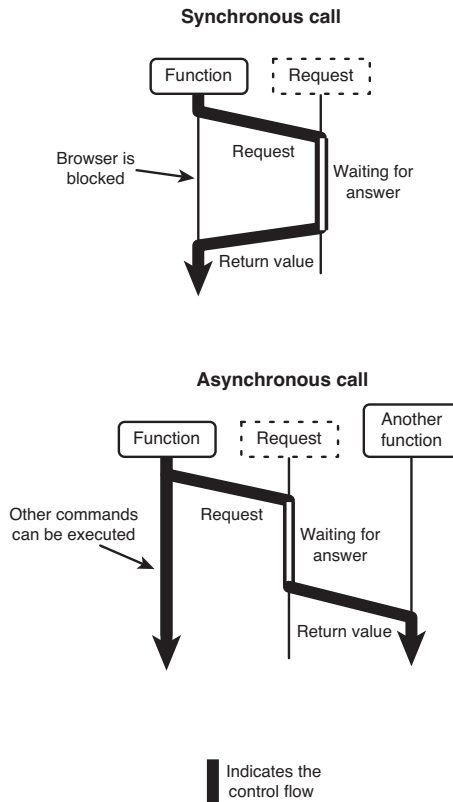 Synchronous call
Function
Request
Request
Browser is
blocked
Waiting for
answer
Return value
Asynchronous call
Function
Request
Another
function
Request
Other commands
can be executed
Waiting for
answer
Return value
Indicates the
control flow